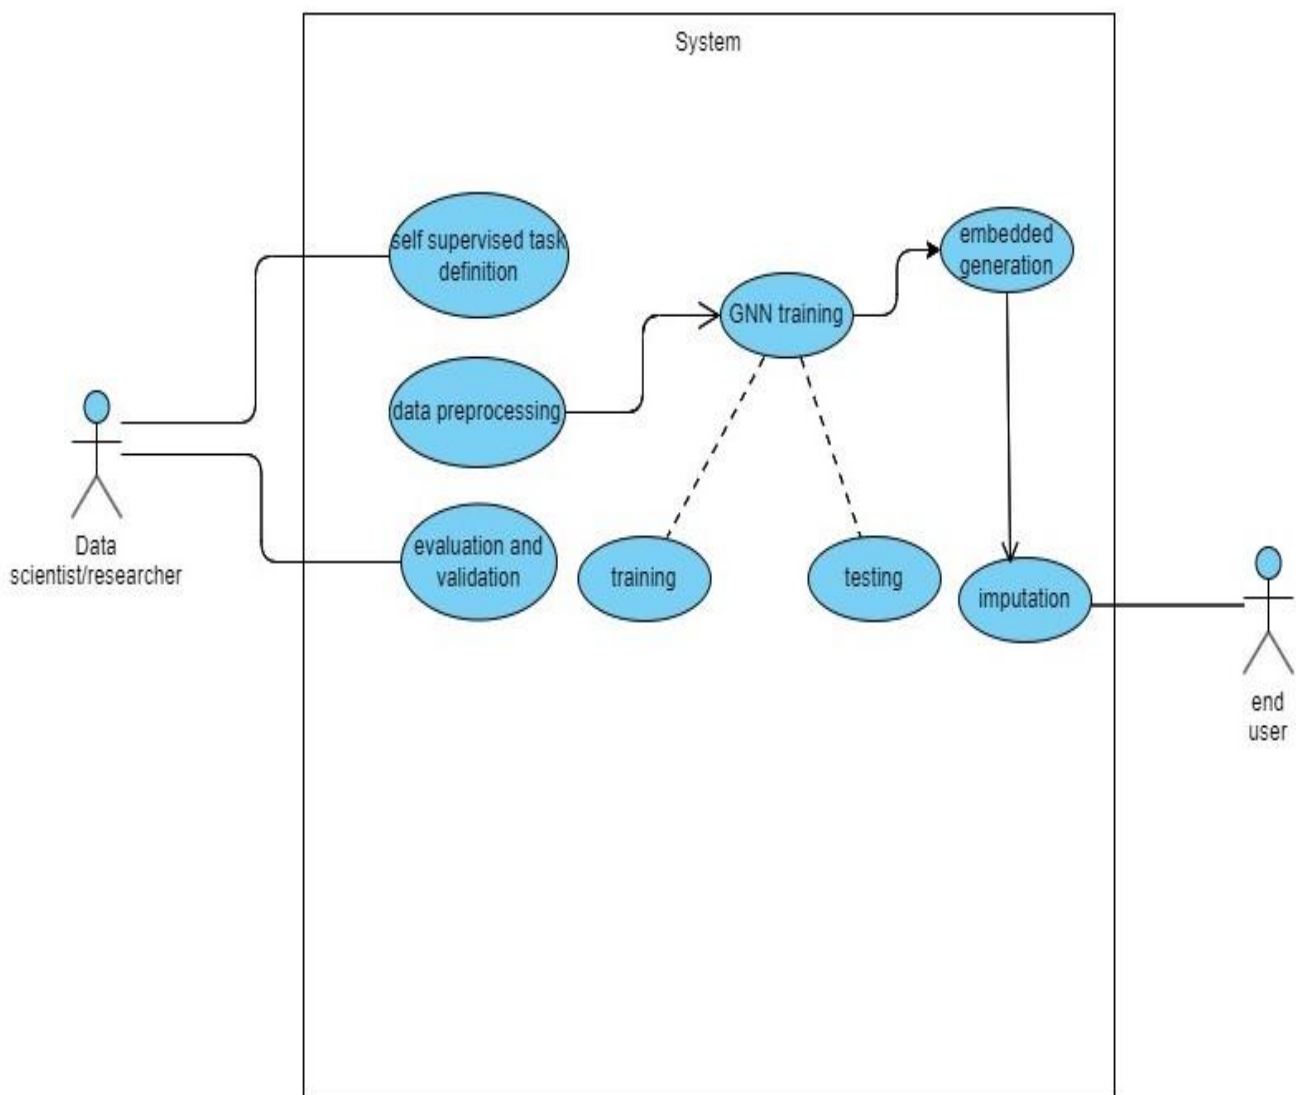 System
self supervised task
definition
embedded
generation
GNN training
data preprocessing
evaluation and
validation
training
testing
imputation
Data
scientist/researcher
end
user